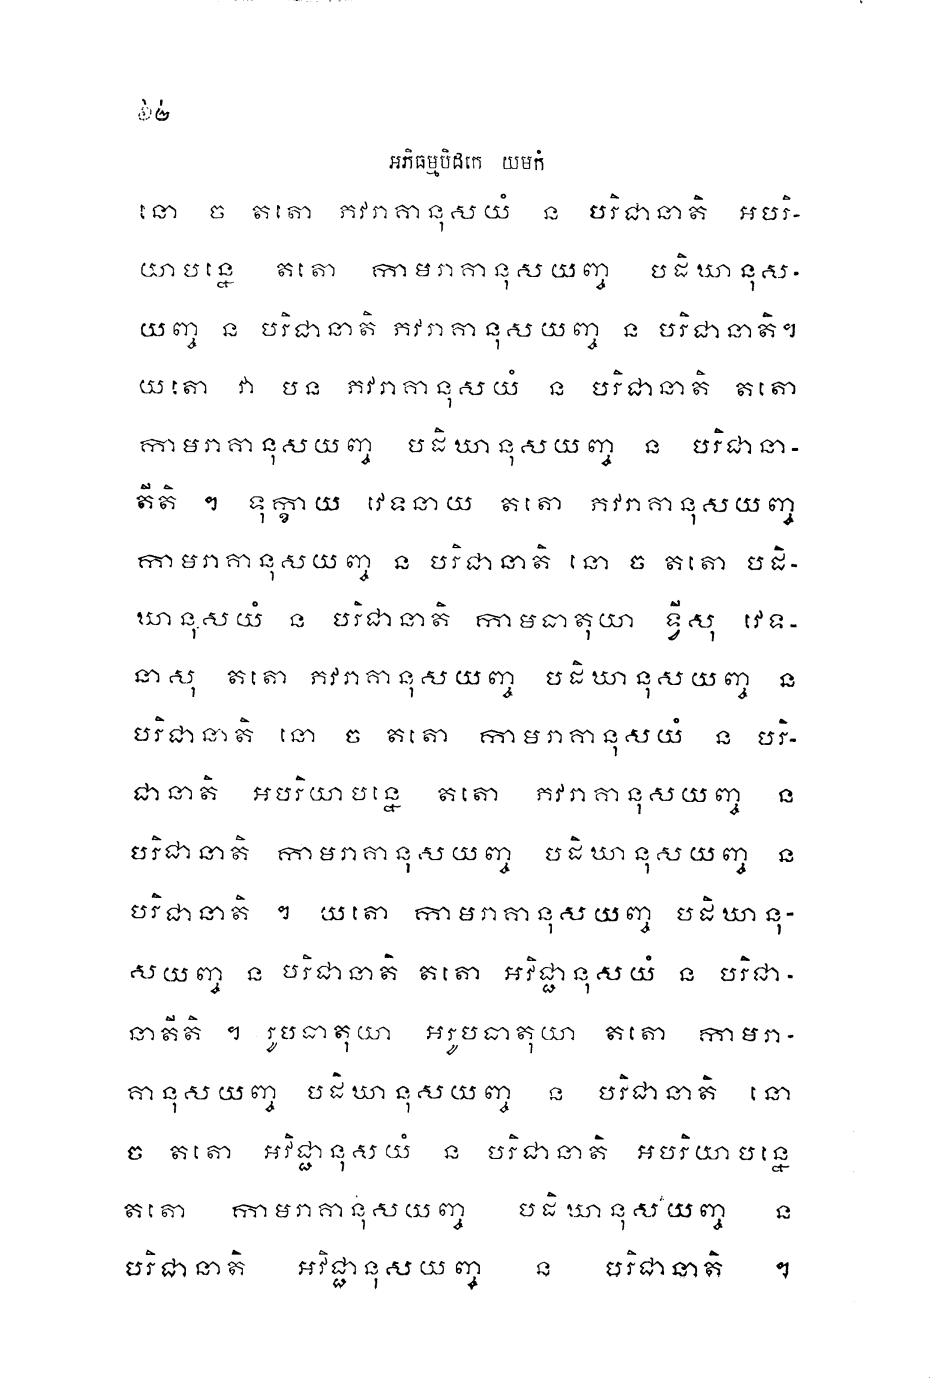 ៦២
អភិធម្មបិដកេ យមកំ
នោ ច តតោ ភវរាគានុសយំ ន បរិជានាតិ អបរិ-
យាបន្នេ តតោ កាមរាគានុសយញ្ច បដិឃានុស-
យញ្ច ន បរិជានាតិ ភវរាគានុសយញ្ច ន បរិជានាតិ។
យតោ វា បន ភវរាគានុសយំ ន បរិជានាតិ តតោ
កាមរាគានុសយញ្ច បដិឃានុសយញ្ច ន បរិជានា-
តីតិ ។ ទុក្ខាយ វេទនាយ តតោ ភវរាគានុសយញ្ច
កាមរាគានុសយញ្ច ន បរិជានាតិ នោ ច តតោ បដិ-
ឃានុសយំ ន បរិជានាតិ កាមធាតុយា ទ្វីសុ វេទ-
នាសុ តតោ ភវរាគានុសយញ្ច បដិឃានុសយញ្ច ន
បរិជានាតិ នោ ច តតោ កាមរាគានុសយំ ន បរិ-
ជានាតិ អបរិយាបន្នេ តតោ ភវរាគានុសយញ្ច ន
បរិជានាតិ កាមរាគានុសយញ្ច បដិឃានុសយញ្ច ន
បរិជានាតិ ។ យតោ កាមរាគានុសយញ្ច បដិឃានុ-
សយញ្ច ន បរិជានាតិ តតោ អវិជ្ជានុសយំ ន បរិជា-
នាតីតិ ។ រូបធាតុយា អរូបធាតុយា តតោ កាមរា-
គានុសយញ្ច បដិឃានុសយញ្ច ន បរិជានាតិ នោ
ច តតោ អវិជ្ជានុសយំ ន បរិជានាតិ អបរិយាបន្នេ
តតោ កាមរាគានុសយញ្ច បដិឃានុសយញ្ច ន
បរិជានាតិ អវិជ្ជានុសយញ្ច ន បរិជានាតិ ។